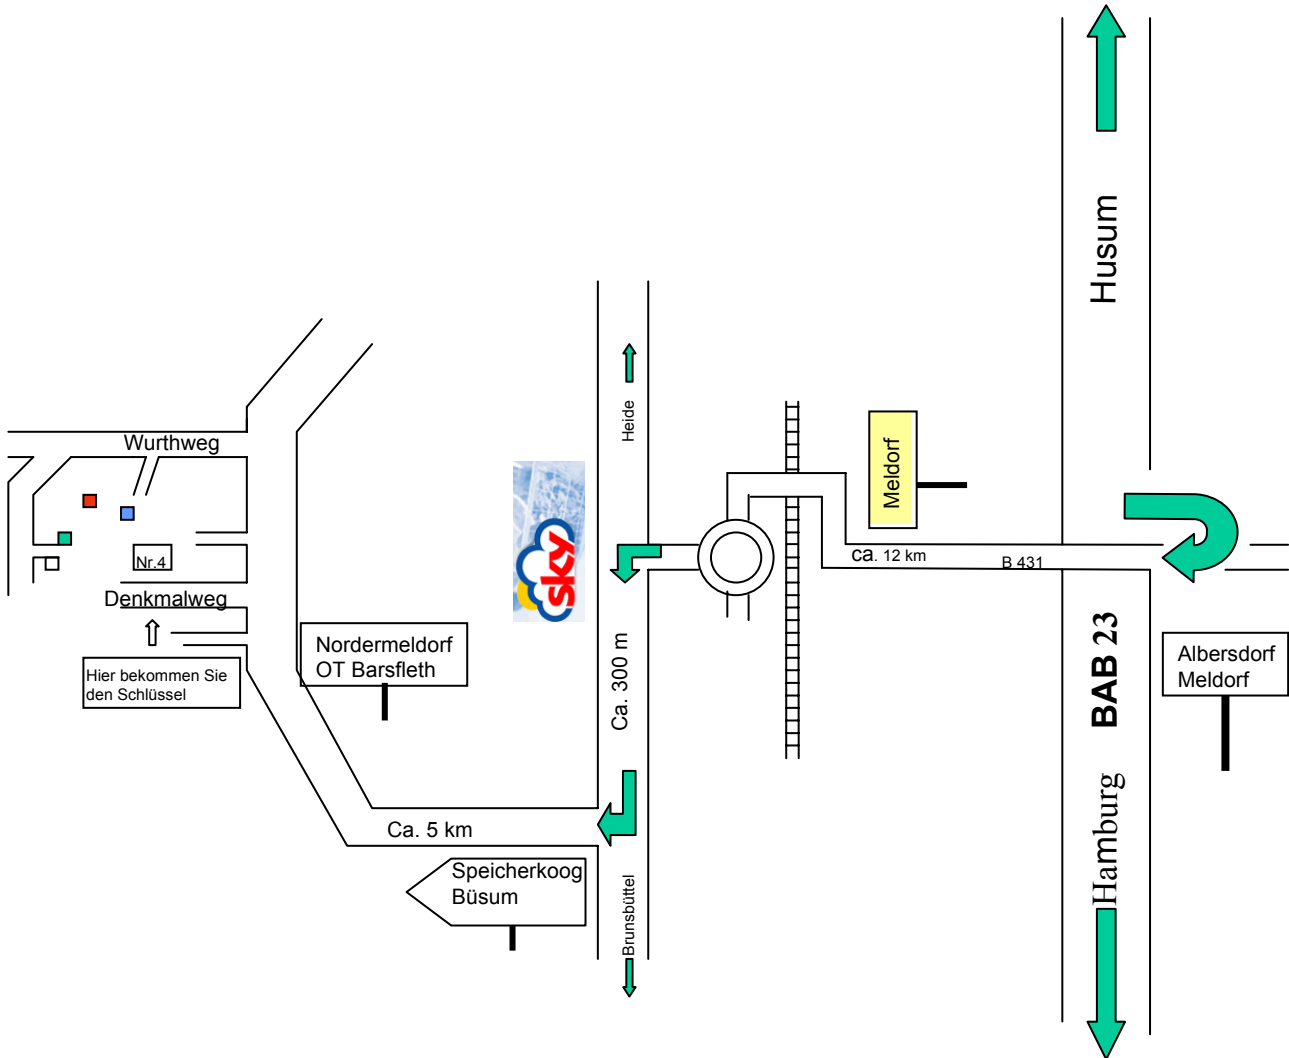 Husum
Heide
Wurthweg
Meldorf
sky
ca. 12 km
B 431
Nr.4
Denkmalweg
Nordermeldorf
OT Barsfleth
Hier bekommen Sie
den Schlüssel
Ca. 300 m
BAB 23
Albersdorf
Meldorf
Ca. 5 km
Hamburg
Speicherkoog
Büsum
Brunsbüttel